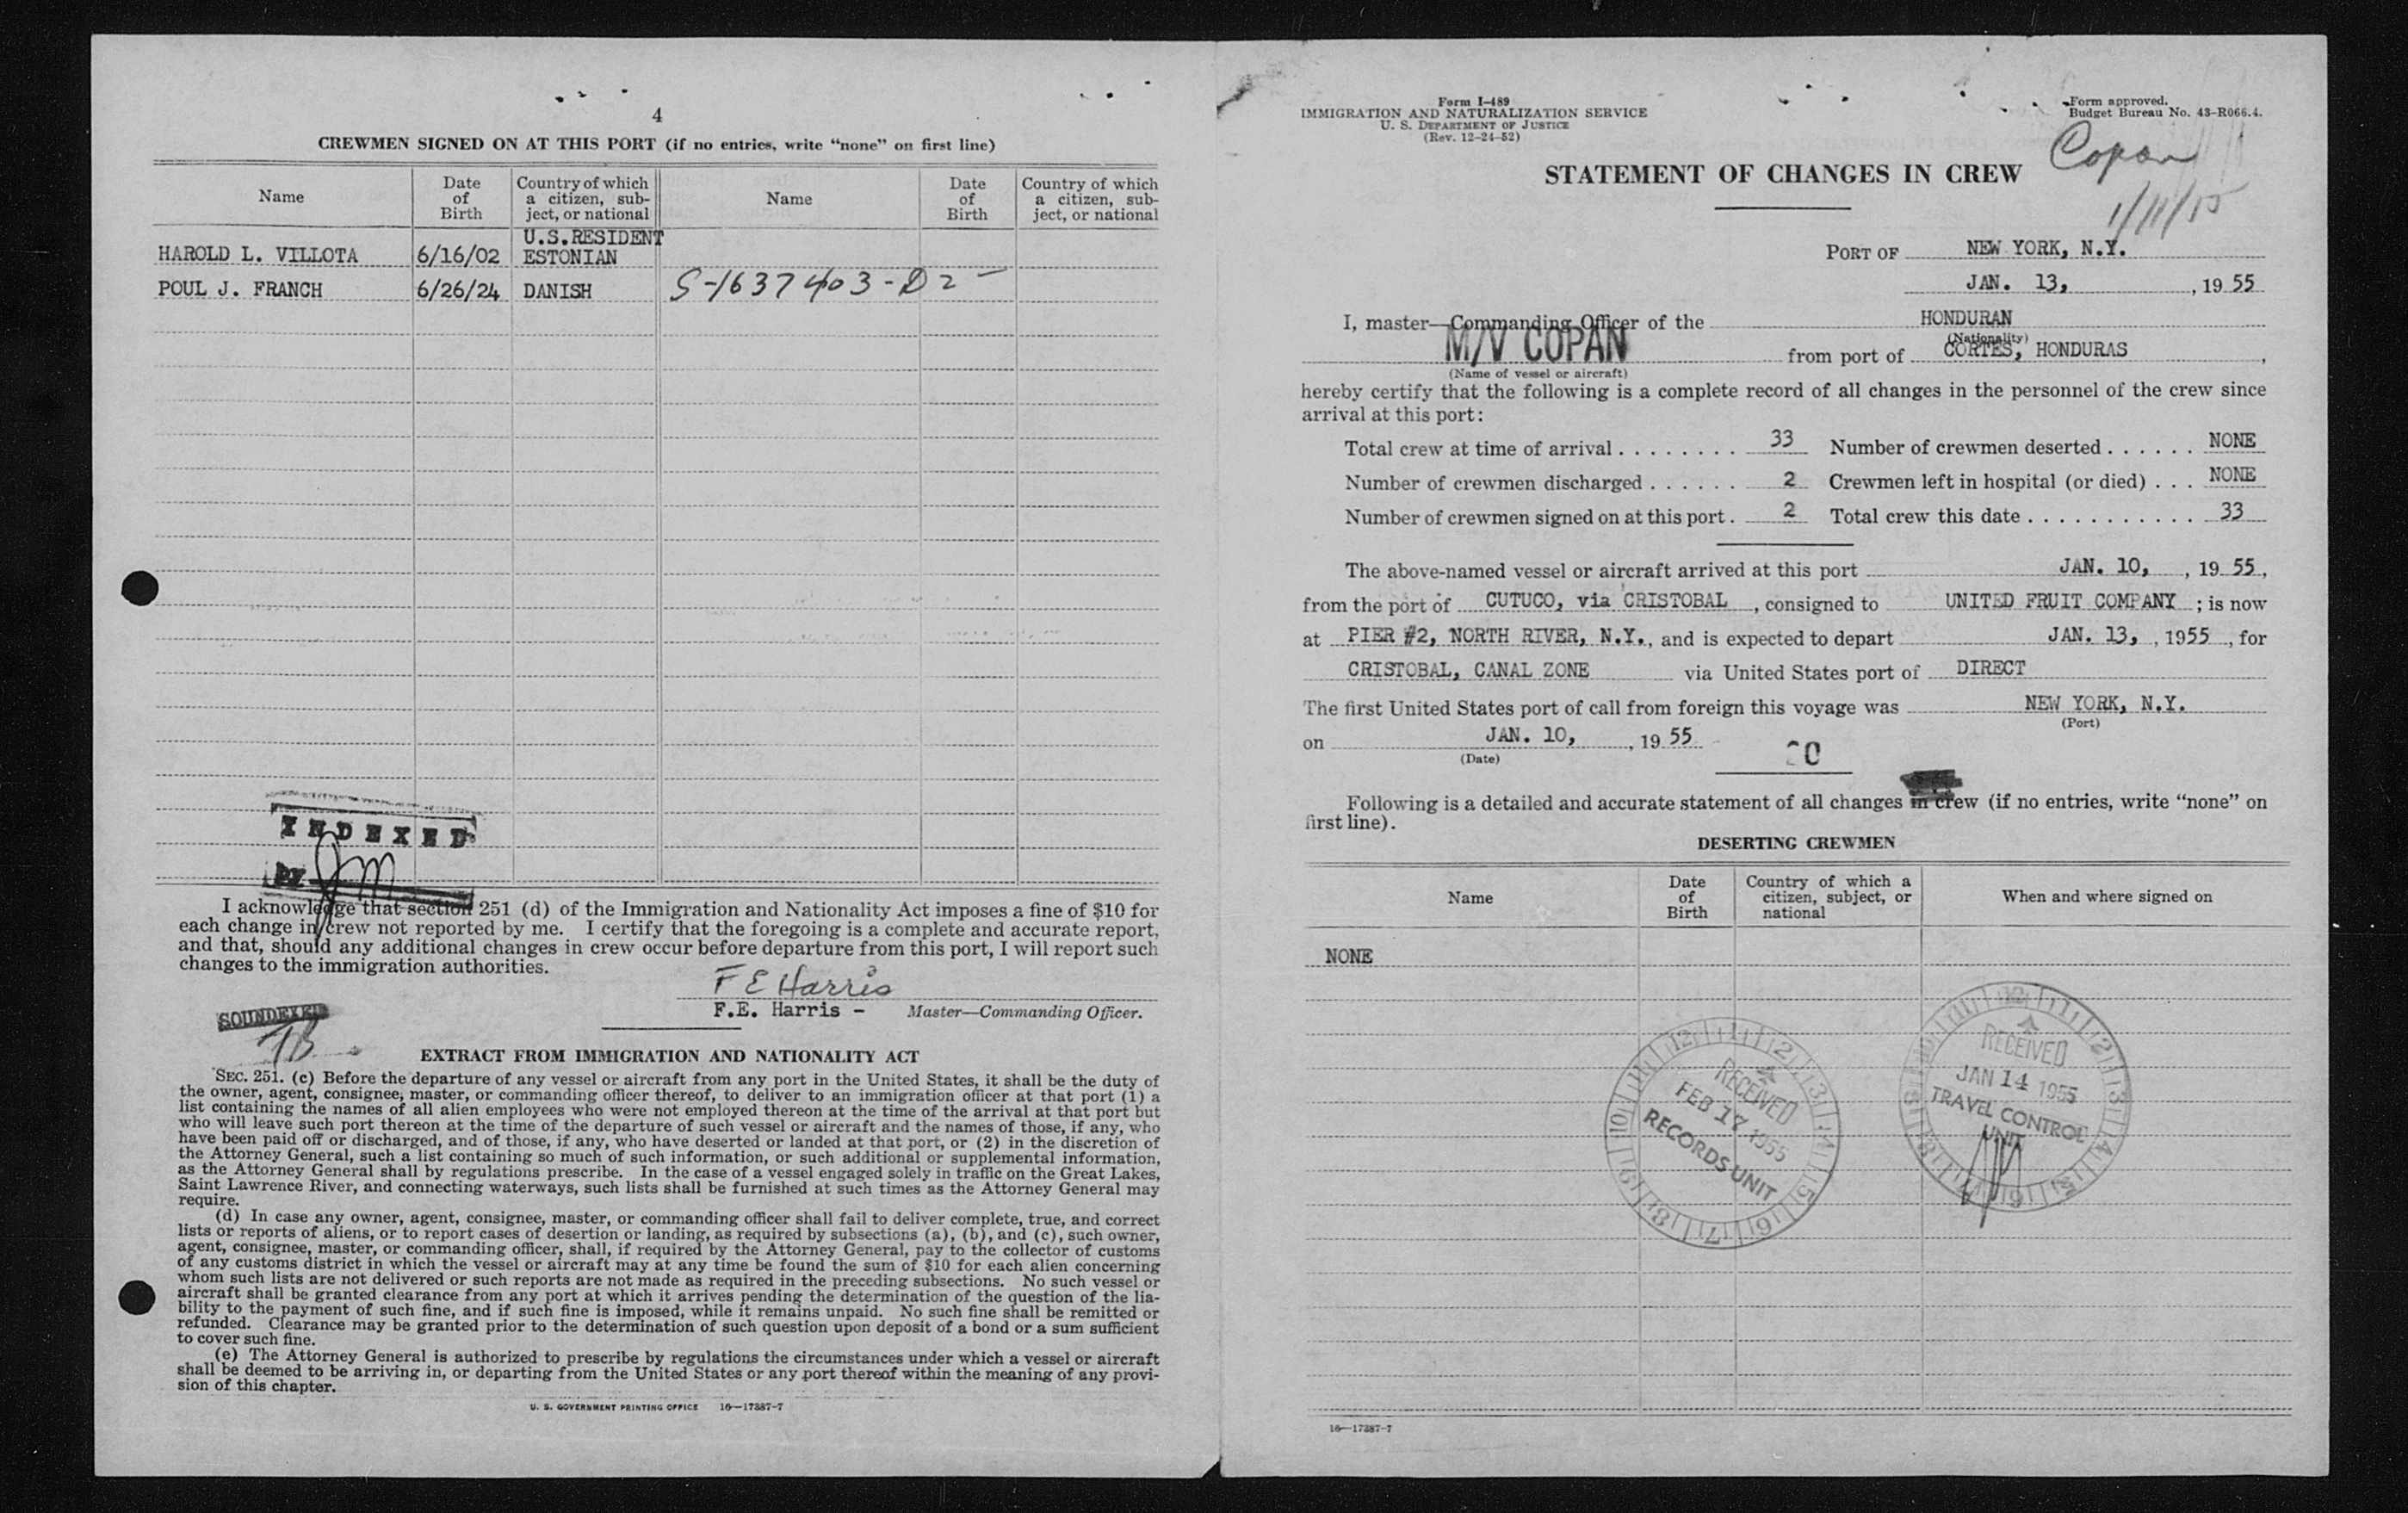 4
CREWMEN SIGNED ON AT THIS PORT (if no entries, write “none” on first line)
Name Date of Birth Country of which a citizen, sub- ject, or national Name Date of Birth Country of which a citizen, sub- ject, or national
U.S.RESIDENT
HAROLD L. VILLOTA 6/16/02 ESTONIAN
POUL J. FRANCH 6/26/24 DANISH S-1637403-D2
INDEXED
BY JM
I acknowledge that section 251 (d) of the Immigration and Nationality Act imposes a fine of $10 for
each change in crew not reported by me. I certify that the foregoing is a complete and accurate report,
and that, should any additional changes in crew occur before departure from this port, I will report such
changes to the immigration authorities.
F E Harris
F.E. Harris – Master—Commanding Officer.
SOUNDEXED
EXTRACT FROM IMMIGRATION AND NATIONALITY ACT
SEC. 251. (c) Before the departure of any vessel or aircraft from any port in the United States, it shall be the duty of
the owner, agent, consignee, master, or commanding officer thereof, to deliver to an immigration officer at that port (1) a
list containing the names of all alien employees who were not employed thereon at the time of the arrival at that port but
who will leave such port thereon at the time of the departure of such vessel or aircraft and the names of those, if any, who
have been paid off or discharged, and of those, if any, who have deserted or landed at that port, or (2) in the discretion of
the Attorney General, such a list containing so much of such information, or such additional or supplemental information,
as the Attorney General shall by regulations prescribe. In the case of a vessel engaged solely in traffic on the Great Lakes,
Saint Lawrence River, and connecting waterways, such lists shall be furnished at such times as the Attorney General may
require.
(d) In case any owner, agent, consignee, master, or commanding officer shall fail to deliver complete, true, and correct
lists or reports of aliens, or to report cases of desertion or landing, as required by subsections (a), (b), and (c), such owner,
agent, consignee, master, or commanding officer, shall, if required by the Attorney General, pay to the collector of customs
of any customs district in which the vessel or aircraft may at any time be found the sum of $10 for each alien concerning
whom such lists are not delivered or such reports are not made as required in the preceding subsections. No such vessel or
aircraft shall be granted clearance from any port at which it arrives pending the determination of the question of the lia-
bility to the payment of such fine, and if such fine is imposed, while it remains unpaid. No such fine shall be remitted or
refunded. Clearance may be granted prior to the determination of such question upon deposit of a bond or a sum sufficient
to cover such fine.
(e) The Attorney General is authorized to prescribe by regulations the circumstances under which a vessel or aircraft
shall be deemed to be arriving in, or departing from the United States or any port thereof within the meaning of any provi-
sion of this chapter.
U. S. GOVERNMENT PRINTING OFFICE 16—17387-7
Form I-489
IMMIGRATION AND NATURALIZATION SERVICE
U. S. DEPARTMENT OF JUSTICE
(Rev. 12-24-52)
Form approved.
Budget Bureau No. 43-R066.4.
Copan
1/11/55
STATEMENT OF CHANGES IN CREW
PORT OF NEW YORK, N.Y.
JAN. 13, , 19 55
I, master—Commanding Officer of the HONDURAN
(Nationality)
M/V COPAN from port of CORTES, HONDURAS ,
(Name of vessel or aircraft)
hereby certify that the following is a complete record of all changes in the personnel of the crew since
arrival at this port:
Total crew at time of arrival . . . . . . . . 33 Number of crewmen deserted . . . . . . NONE
Number of crewmen discharged . . . . . . 2 Crewmen left in hospital (or died) . . . NONE
Number of crewmen signed on at this port . 2 Total crew this date . . . . . . . . . . . 33
The above-named vessel or aircraft arrived at this port JAN. 10, , 19 55,
from the port of CUTUCO, via CRISTOBAL , consigned to UNITED FRUIT COMPANY ; is now
at PIER #2, NORTH RIVER, N.Y., and is expected to depart JAN. 13, , 1955 , for
CRISTOBAL, CANAL ZONE via United States port of DIRECT
The first United States port of call from foreign this voyage was NEW YORK, N.Y.
(Port)
on JAN. 10, , 19 55
(Date)
Following is a detailed and accurate statement of all changes in crew (if no entries, write “none” on
first line).
DESERTING CREWMEN
Name Date of Birth Country of which a citizen, subject, or national When and where signed on
NONE
RECEIVED
FEB 17 1955
RECORDS UNIT
RECEIVED
JAN 14 1955
TRAVEL CONTROL
UNIT
16—17387-7